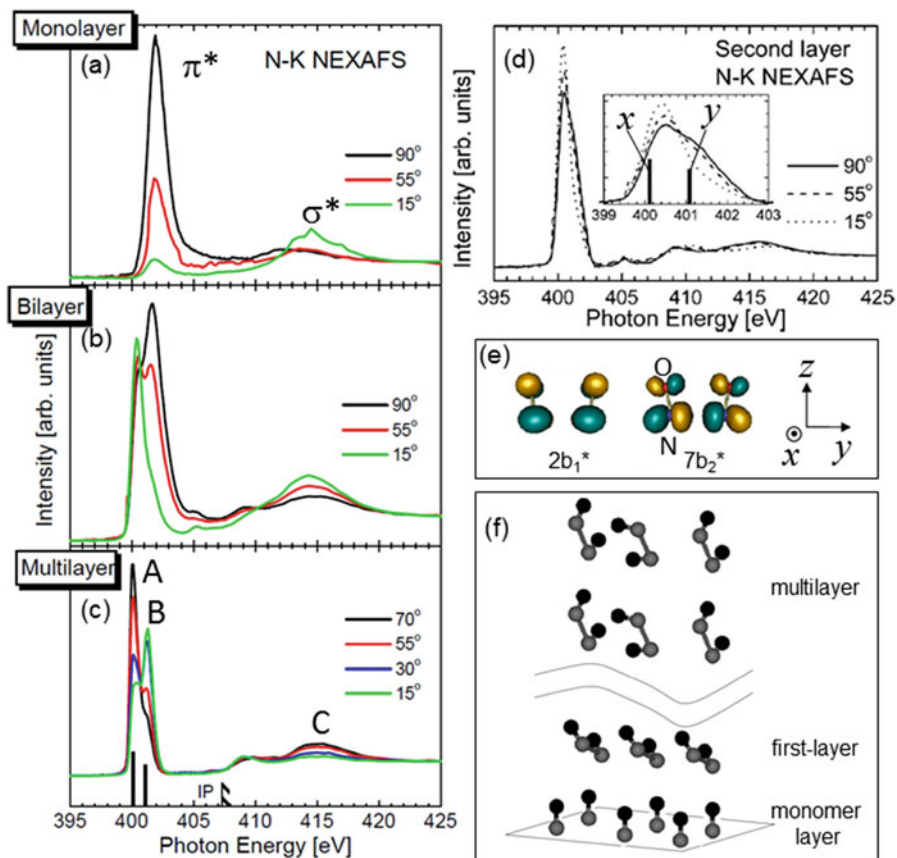 Monolayer
(a)
π*
N-K NEXAFS
90°
55°
15°
σ*
Bilayer
(b)
90°
55°
15°
Intensity [arb. units]
Multilayer
(c)
A
B
C
70°
55°
30°
15°
IP
395 400 405 410 415 420 425
Photon Energy [eV]
(d)
Second layer
N-K NEXAFS
x
y
399 400 401 402 403
90°
55°
15°
Intensity [arb. units]
395 400 405 410 415 420 425
Photon Energy [eV]
(e)
O
N
2b₁*
7b₂*
z
x
y
(f)
multilayer
first-layer
monomer
layer